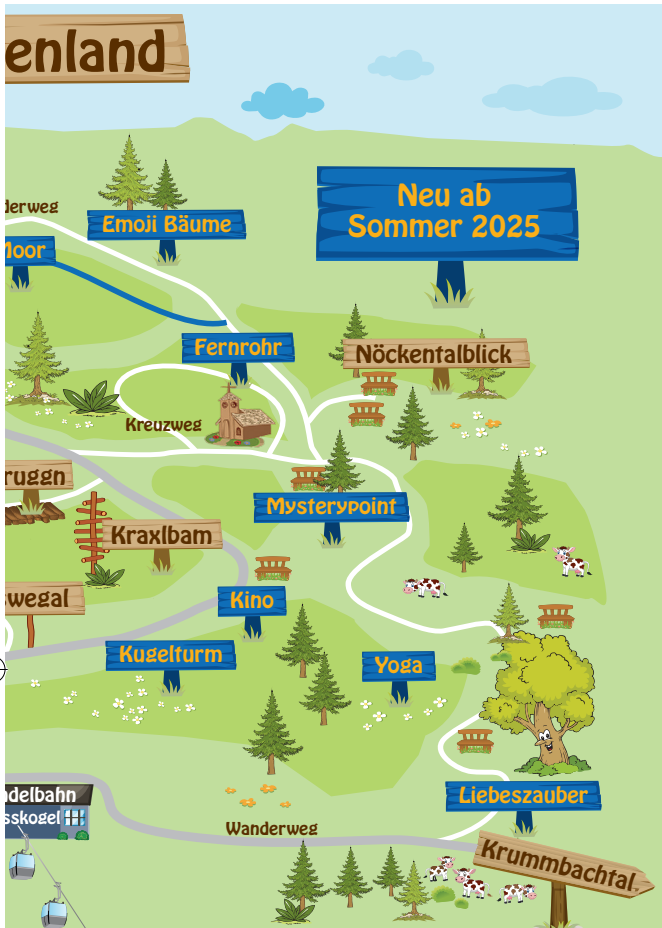 enland
Neu ab
Sommer 2025
derweg
Emoji Bäume
Moor
Fernrohr
Nöckentalblick
Kreuzweg
ruggn
Mysterypoint
Kraxlbam
swegal
Kino
Kugelturm
Yoga
ndelbahn
sskogel
Liebeszauber
Wanderweg
Krummbachtal